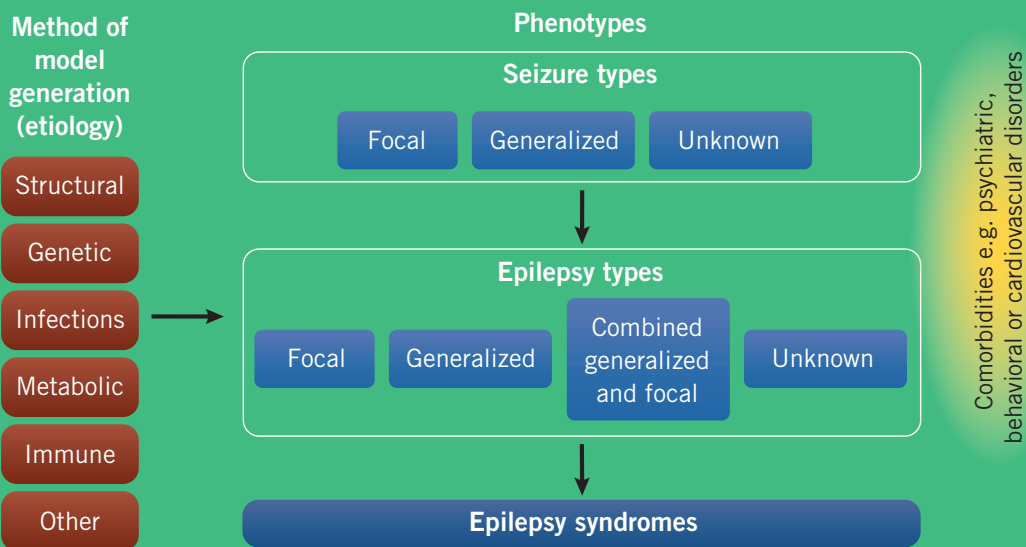 Method of
model
generation
(etiology)
Structural
Genetic
Infections
Metabolic
Immune
Other
Phenotypes
Seizure types
Focal
Generalized
Unknown
Epilepsy types
Focal
Generalized
Combined
generalized
and focal
Unknown
Epilepsy syndromes
Comorbidities e.g. psychiatric,
behavioral or cardiovascular disorders